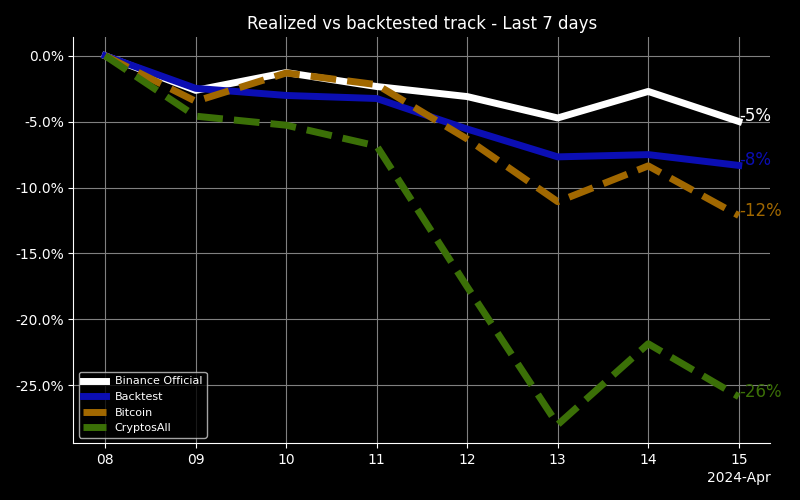 Realized vs backtested track - Last 7 days
0.0%
-5.0%
-10.0%
-15.0%
-20.0%
-25.0%
-5%
-8%
-12%
-26%
Binance Official
Backtest
Bitcoin
CryptosAll
08 09 10 11 12 13 14 15
2024-Apr